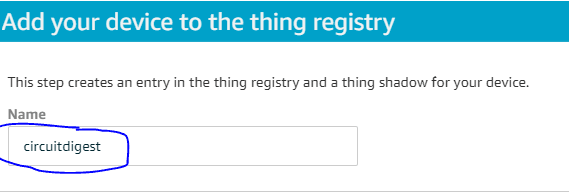 Add your device to the thing registry
This step creates an entry in the thing registry and a thing shadow for your device.
Name
circuitdigest